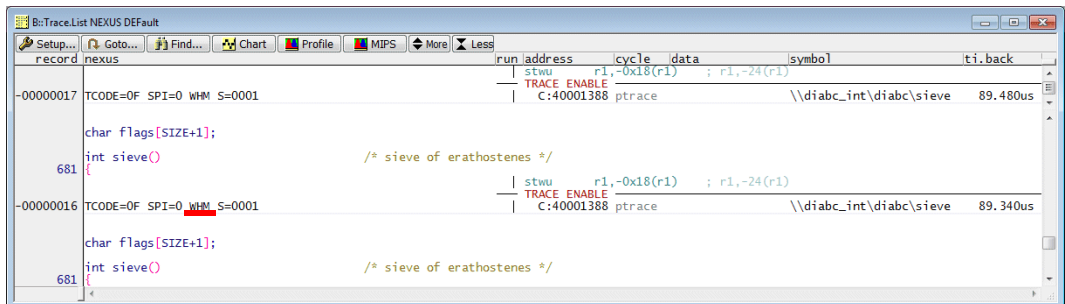 B::Trace.List NEXUS DEFault
Setup... Goto... Find... Chart Profile MIPS More Less
record nexus run address cycle data symbol ti.back
stwu r1,-0x18(r1) ; r1,-24(r1)
TRACE ENABLE
-00000017 TCODE=0F SPI=0 WHM S=0001 C:40001388 ptrace \\diabc_int\diabc\sieve 89.480us
char flags[SIZE+1];
int sieve() /* sieve of erathostenes */
681 {
stwu r1,-0x18(r1) ; r1,-24(r1)
TRACE ENABLE
-00000016 TCODE=0F SPI=0 WHM S=0001 C:40001388 ptrace \\diabc_int\diabc\sieve 89.340us
char flags[SIZE+1];
int sieve() /* sieve of erathostenes */
681 {